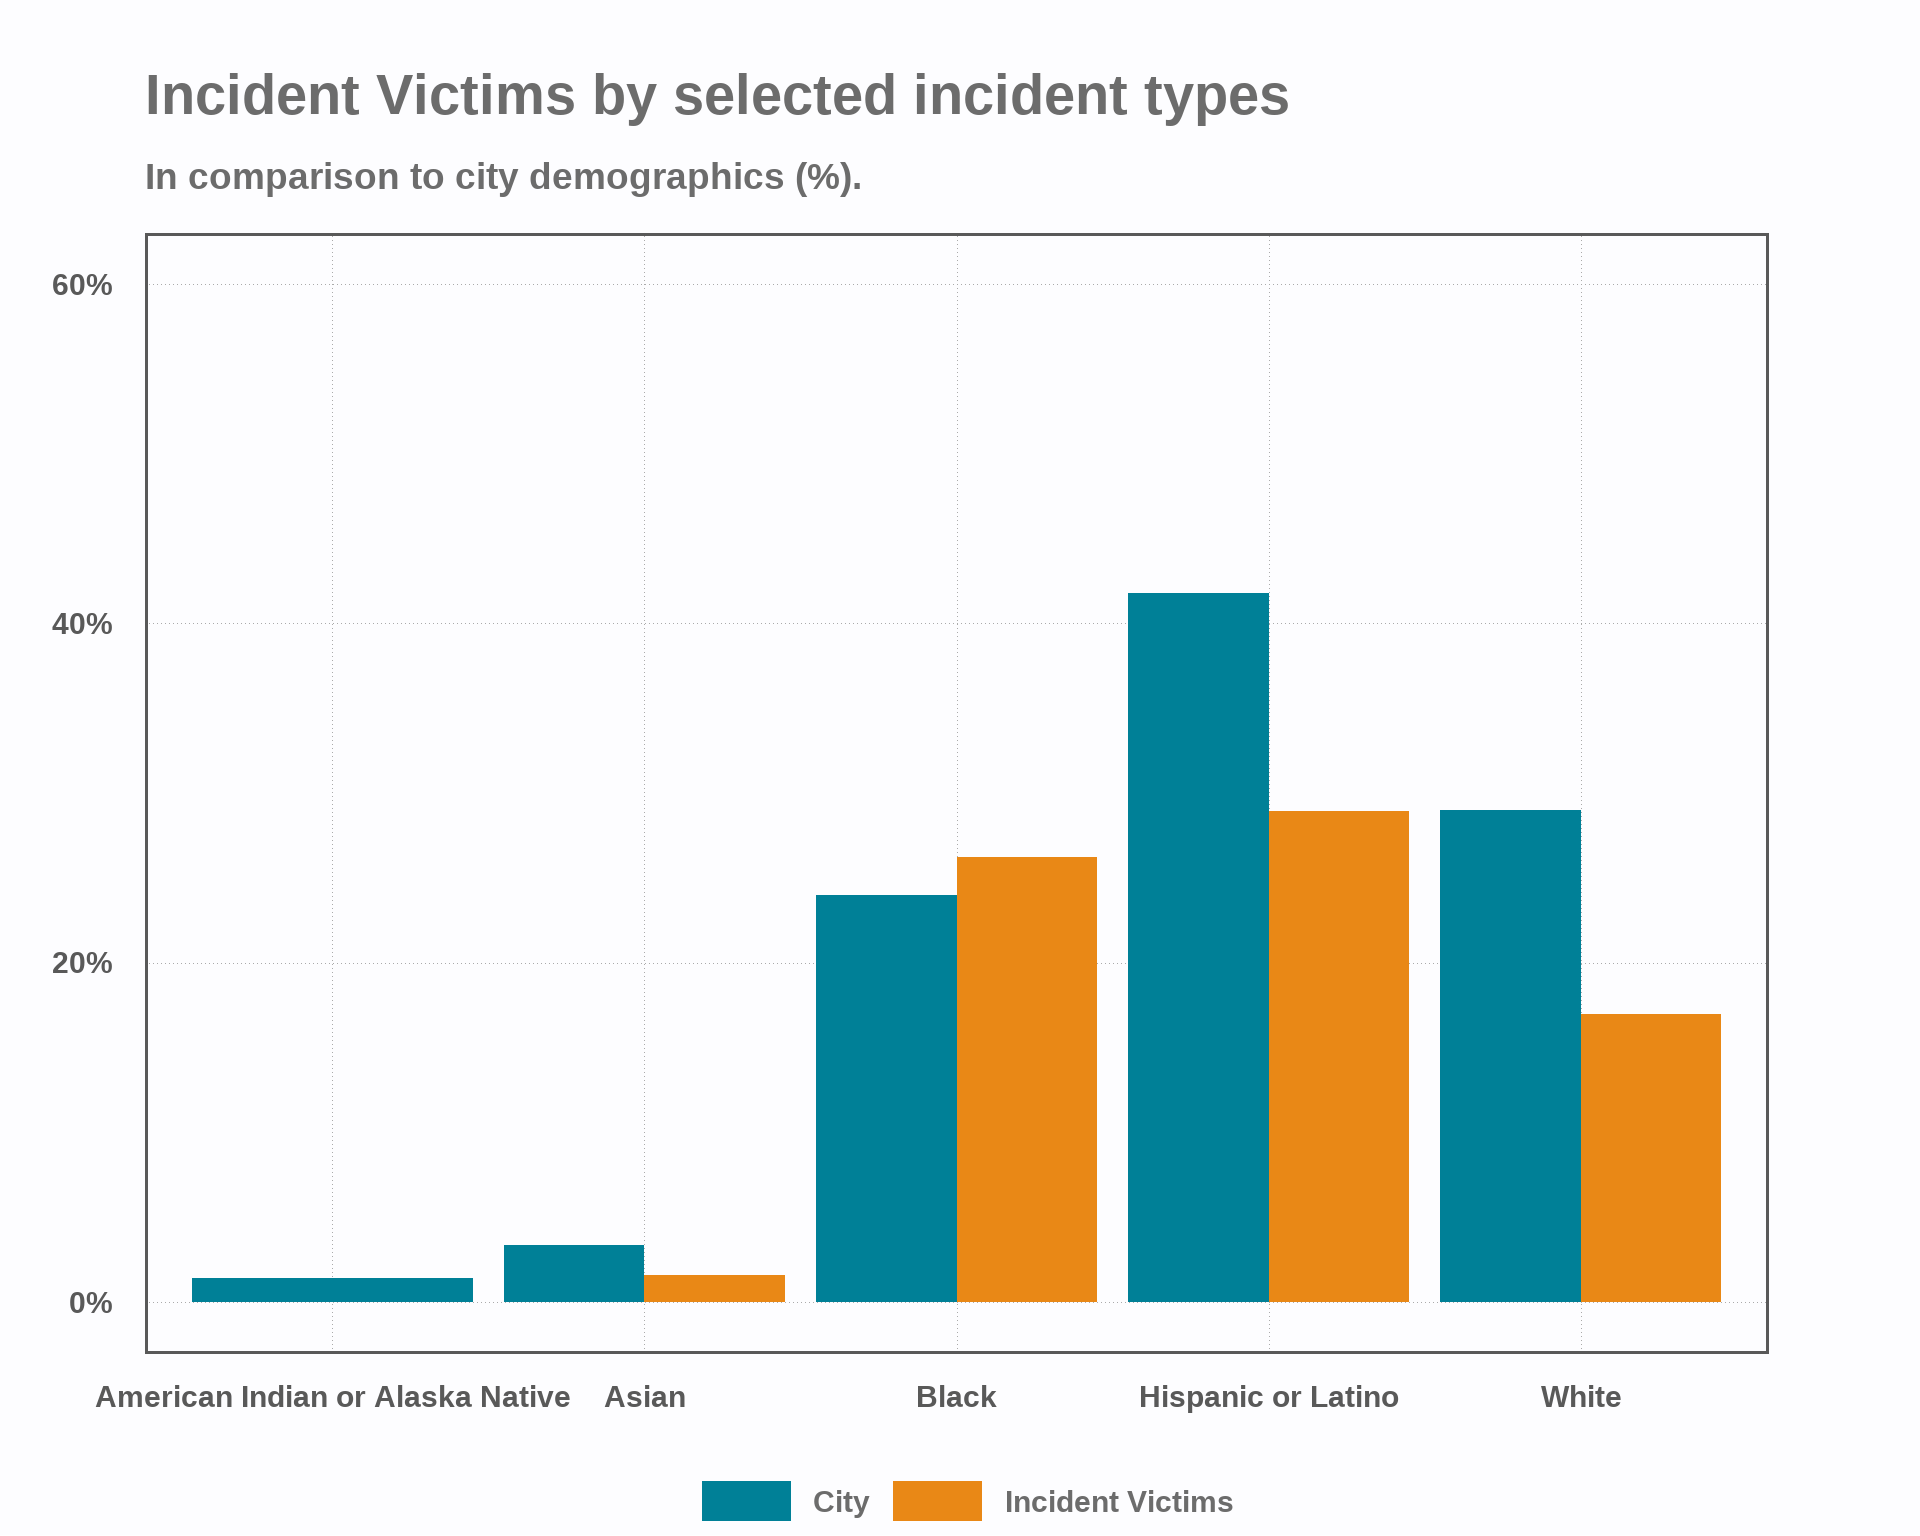 Incident Victims by selected incident types
In comparison to city demographics (%).
60%
40%
20%
0%
American Indian or Alaska Native Asian Black Hispanic or Latino White
City Incident Victims